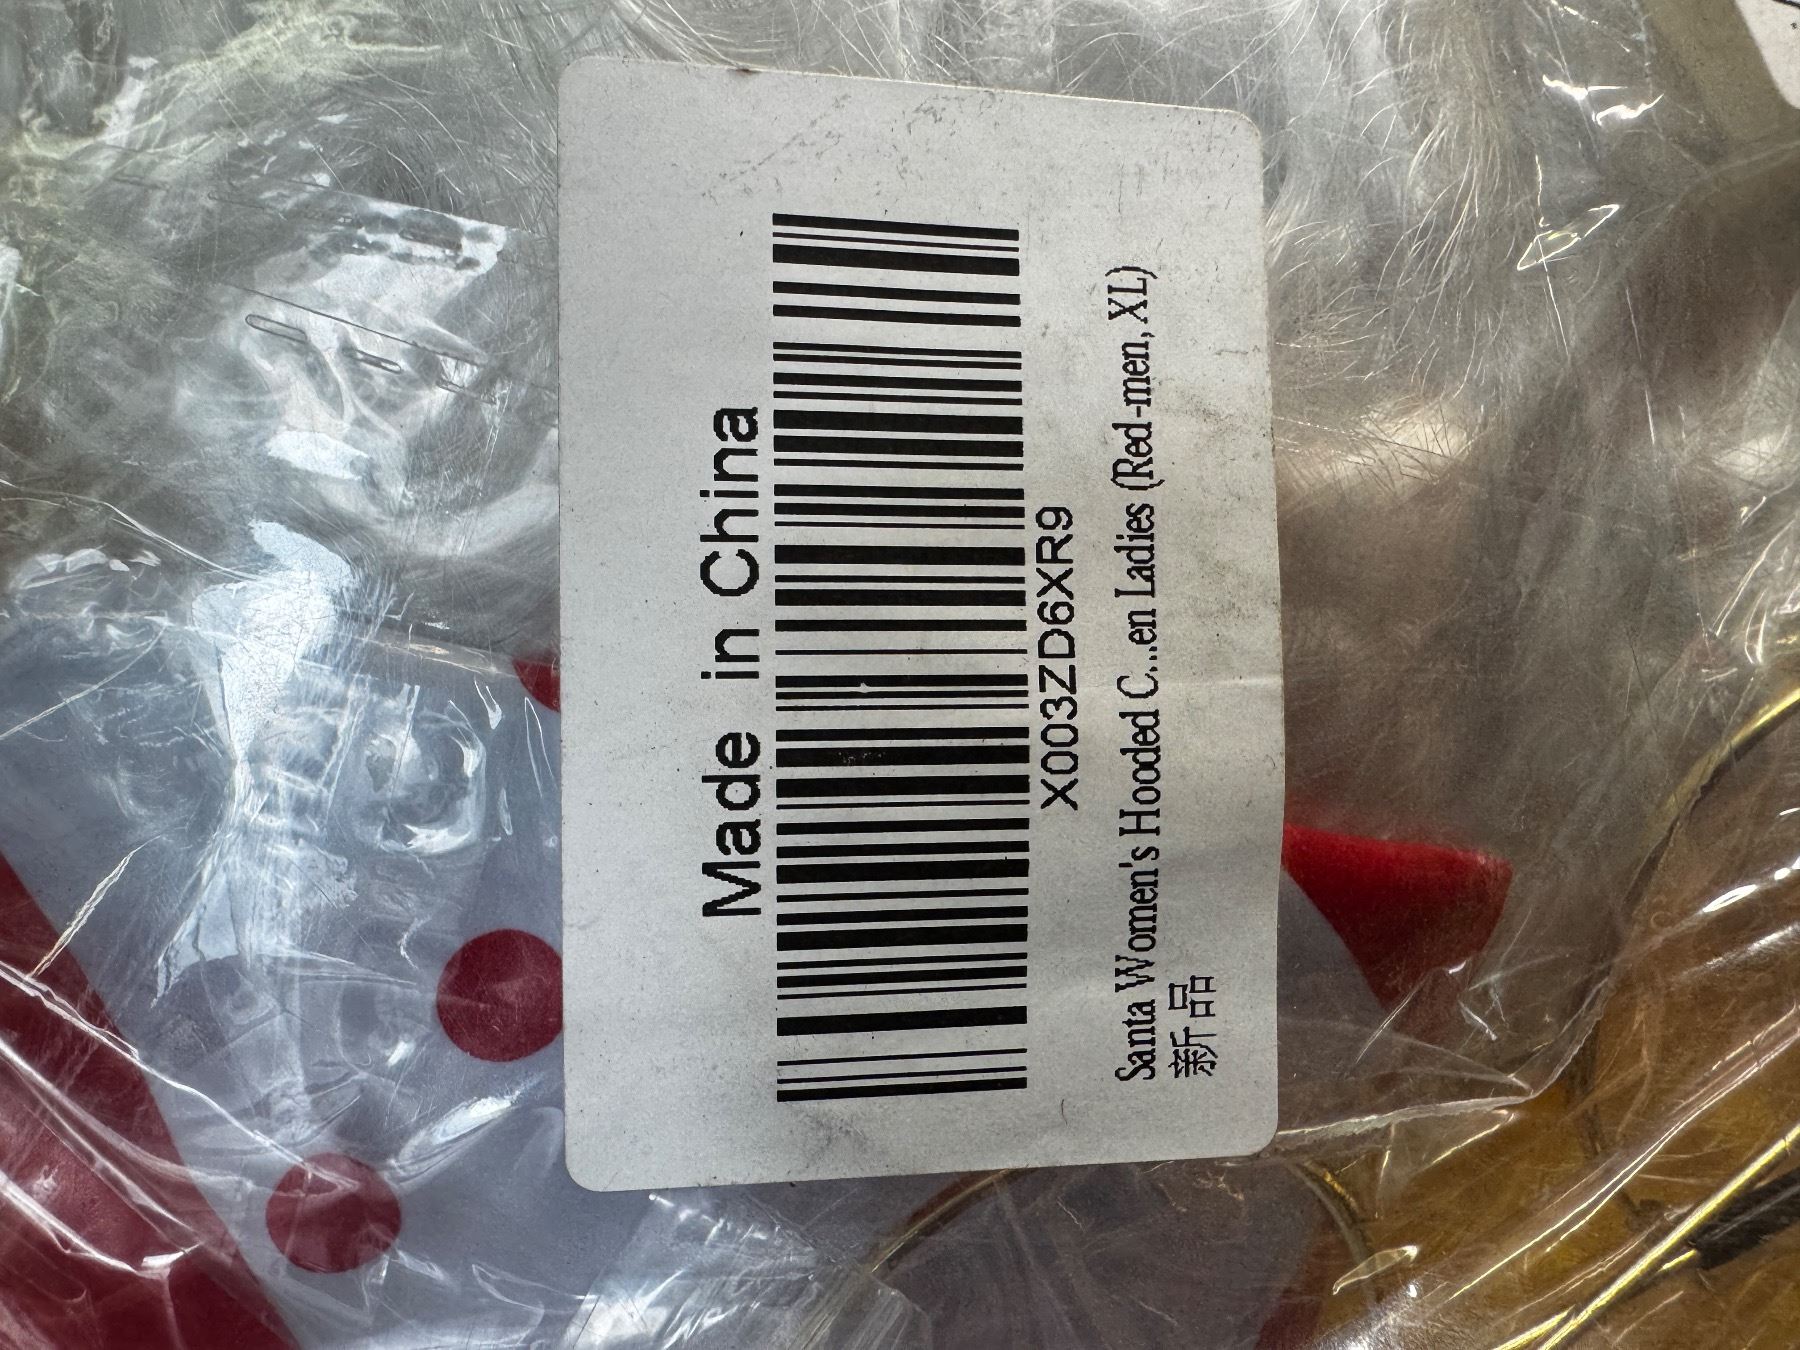 Made in China
X003ZD6XR9
Santa Women's Hooded C...en Ladies (Red-men, XL)
新品